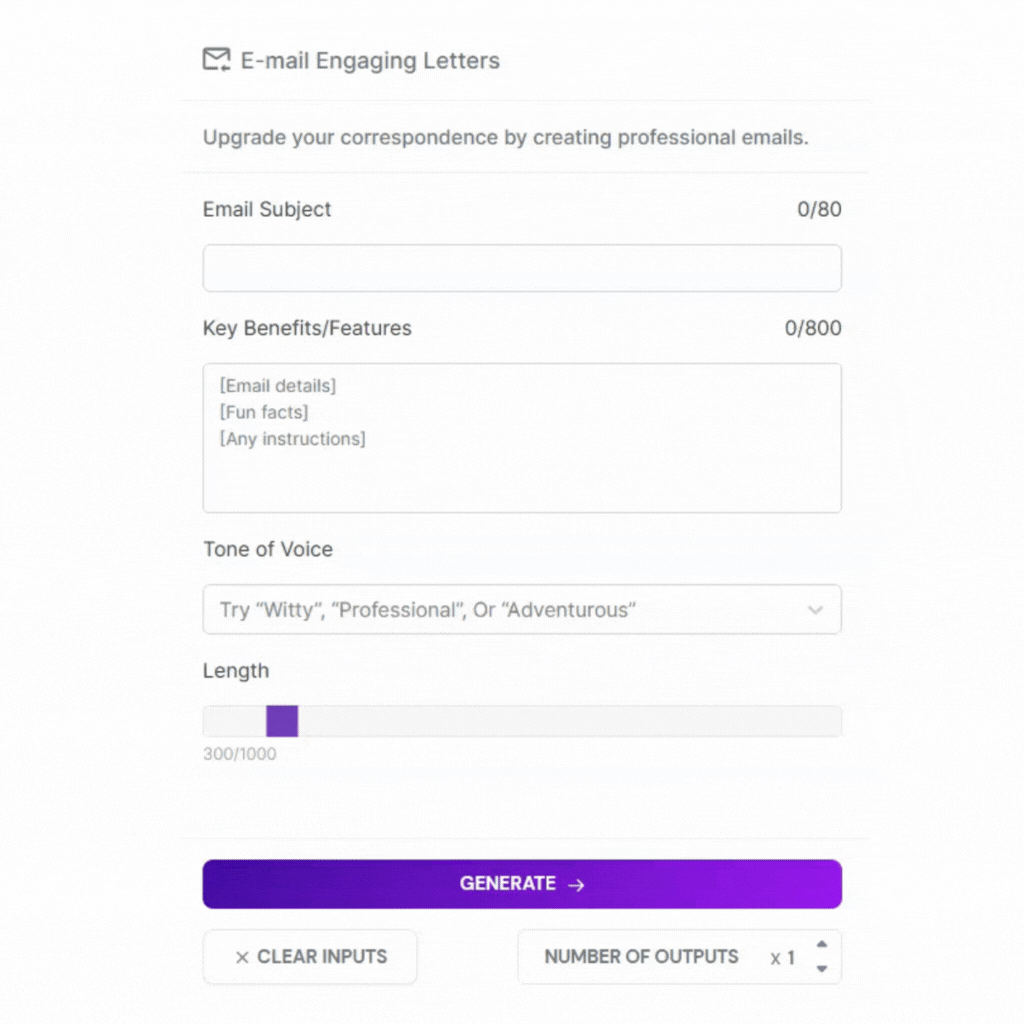 E-mail Engaging Letters
Upgrade your correspondence by creating professional emails.
Email Subject 0/80
Key Benefits/Features 0/800
[Email details]
[Fun facts]
[Any instructions]
Tone of Voice
Try “Witty”, “Professional”, Or “Adventurous”
Length
300/1000
GENERATE →
× CLEAR INPUTS
NUMBER OF OUTPUTS x 1